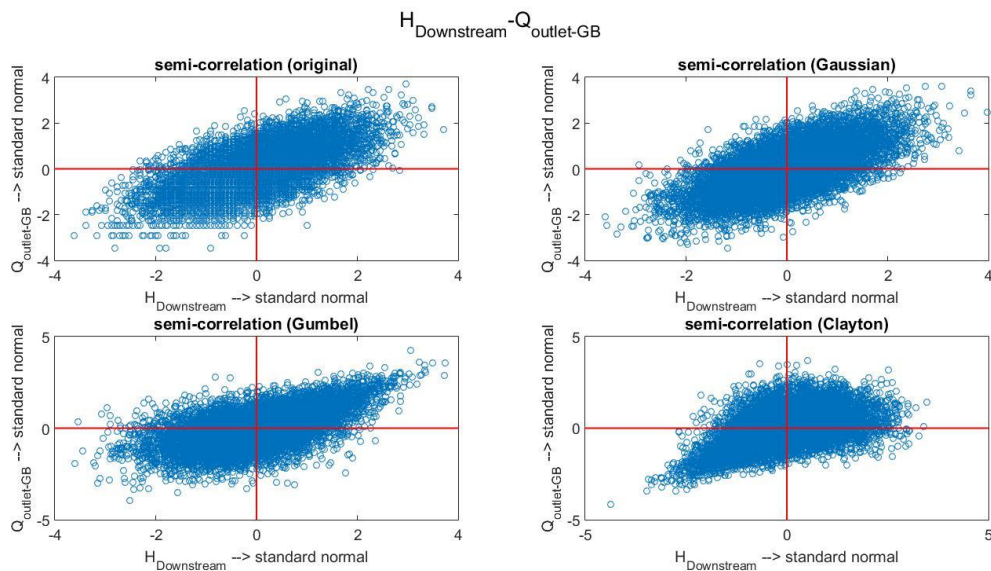 H_Downstream-Q_outlet-GB
semi-correlation (original)
Q_outlet-GB --> standard normal
4
2
0
-2
-4
-4 -2 0 2 4
H_Downstream --> standard normal
semi-correlation (Gaussian)
Q_outlet-GB --> standard normal
4
2
0
-2
-4
-4 -2 0 2 4
H_Downstream --> standard normal
semi-correlation (Gumbel)
Q_outlet-GB --> standard normal
5
0
-5
-4 -2 0 2 4
H_Downstream --> standard normal
semi-correlation (Clayton)
Q_outlet-GB --> standard normal
5
0
-5
-5 0 5
H_Downstream --> standard normal